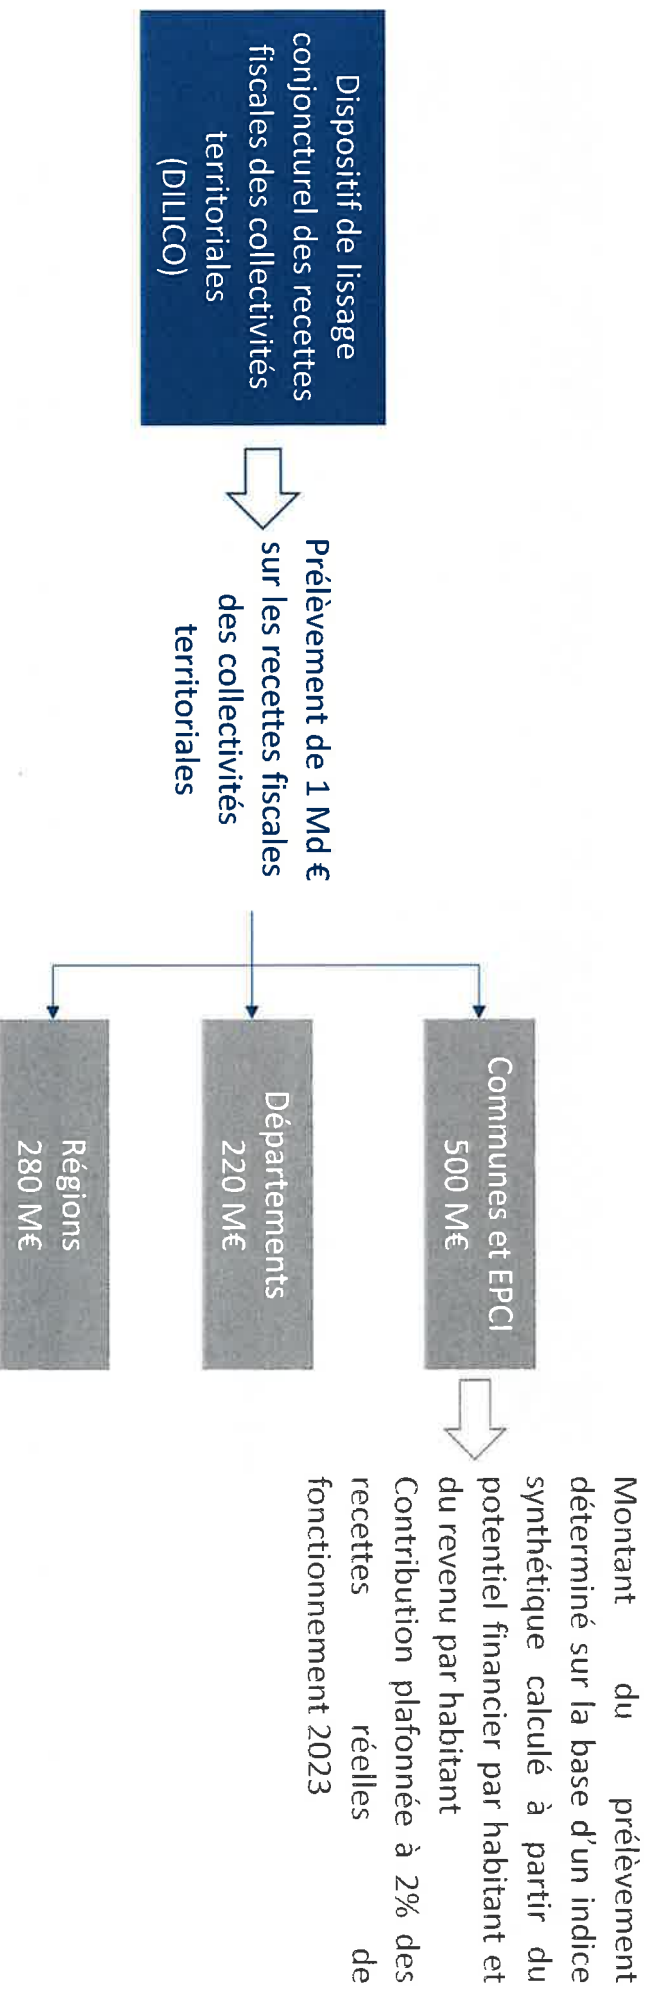 Dispositif de lissage
conjoncturel des recettes
fiscales des collectivités
territoriales
(DILICO)
Prélèvement de 1 Md €
sur les recettes fiscales
des collectivités
territoriales
Communes et EPCI
500 M€
Départements
220 M€
Régions
280 M€
Montant du prélèvement
déterminé sur la base d'un indice
synthétique calculé à partir du
potentiel financier par habitant et
du revenu par habitant
Contribution plafonnée à 2% des
recettes réelles de
fonctionnement 2023